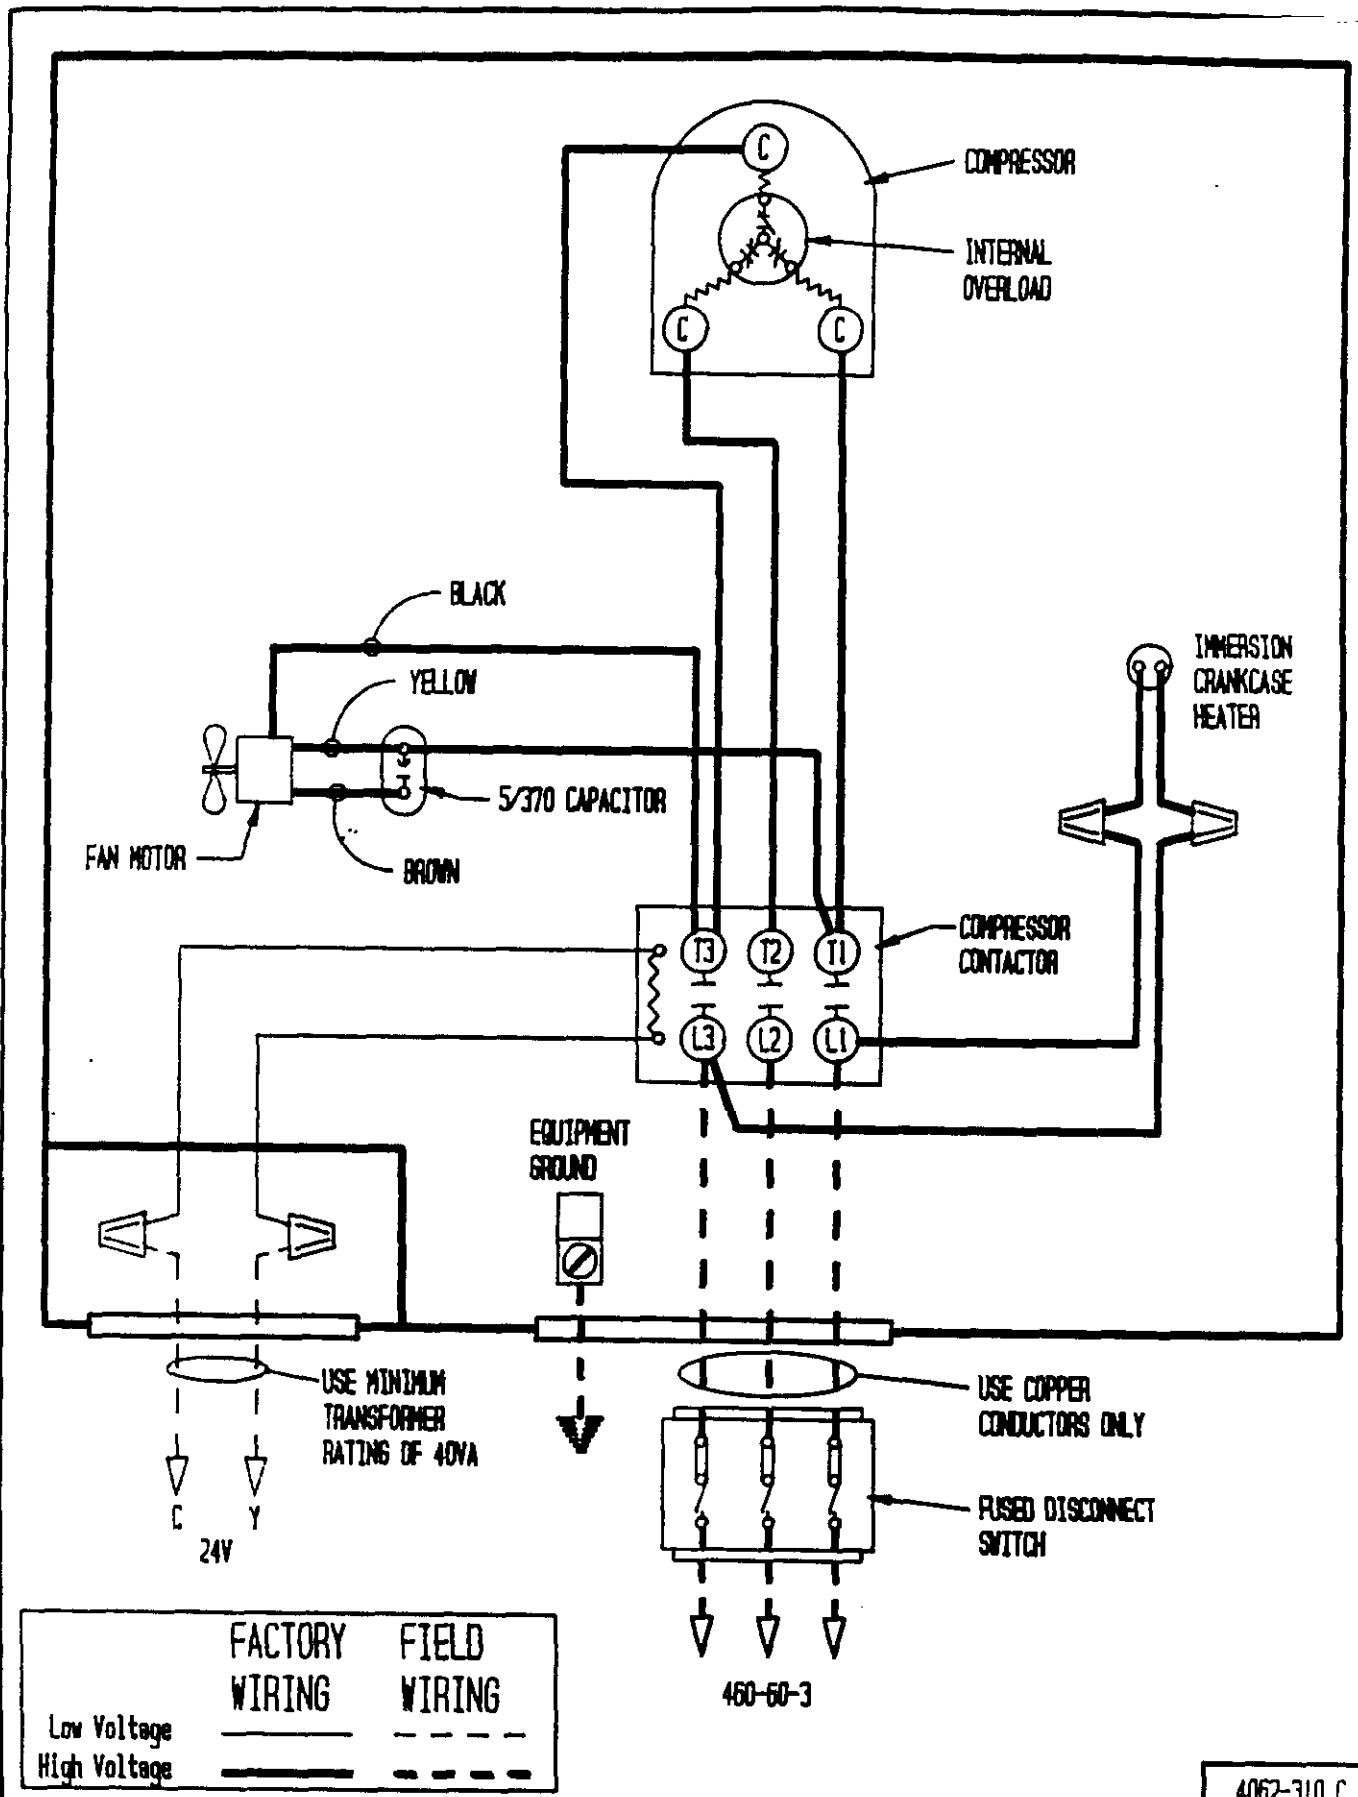 C
COMPRESSOR
INTERNAL
OVERLOAD
C
C
BLACK
YELLOW
5/370 CAPACITOR
FAN MOTOR
BROWN
IMMERSION
CRANKCASE
HEATER
COMPRESSOR
CONTACTOR
T3
T2
T1
L3
L2
L1
EQUIPMENT
GROUND
USE MINIMUM
TRANSFORMER
RATING OF 40VA
USE COPPER
CONDUCTORS ONLY
C
Y
24V
FUSED DISCONNECT
SWITCH
460-60-3
FACTORY FIELD
WIRING WIRING
Low Voltage
High Voltage
4062-310 C